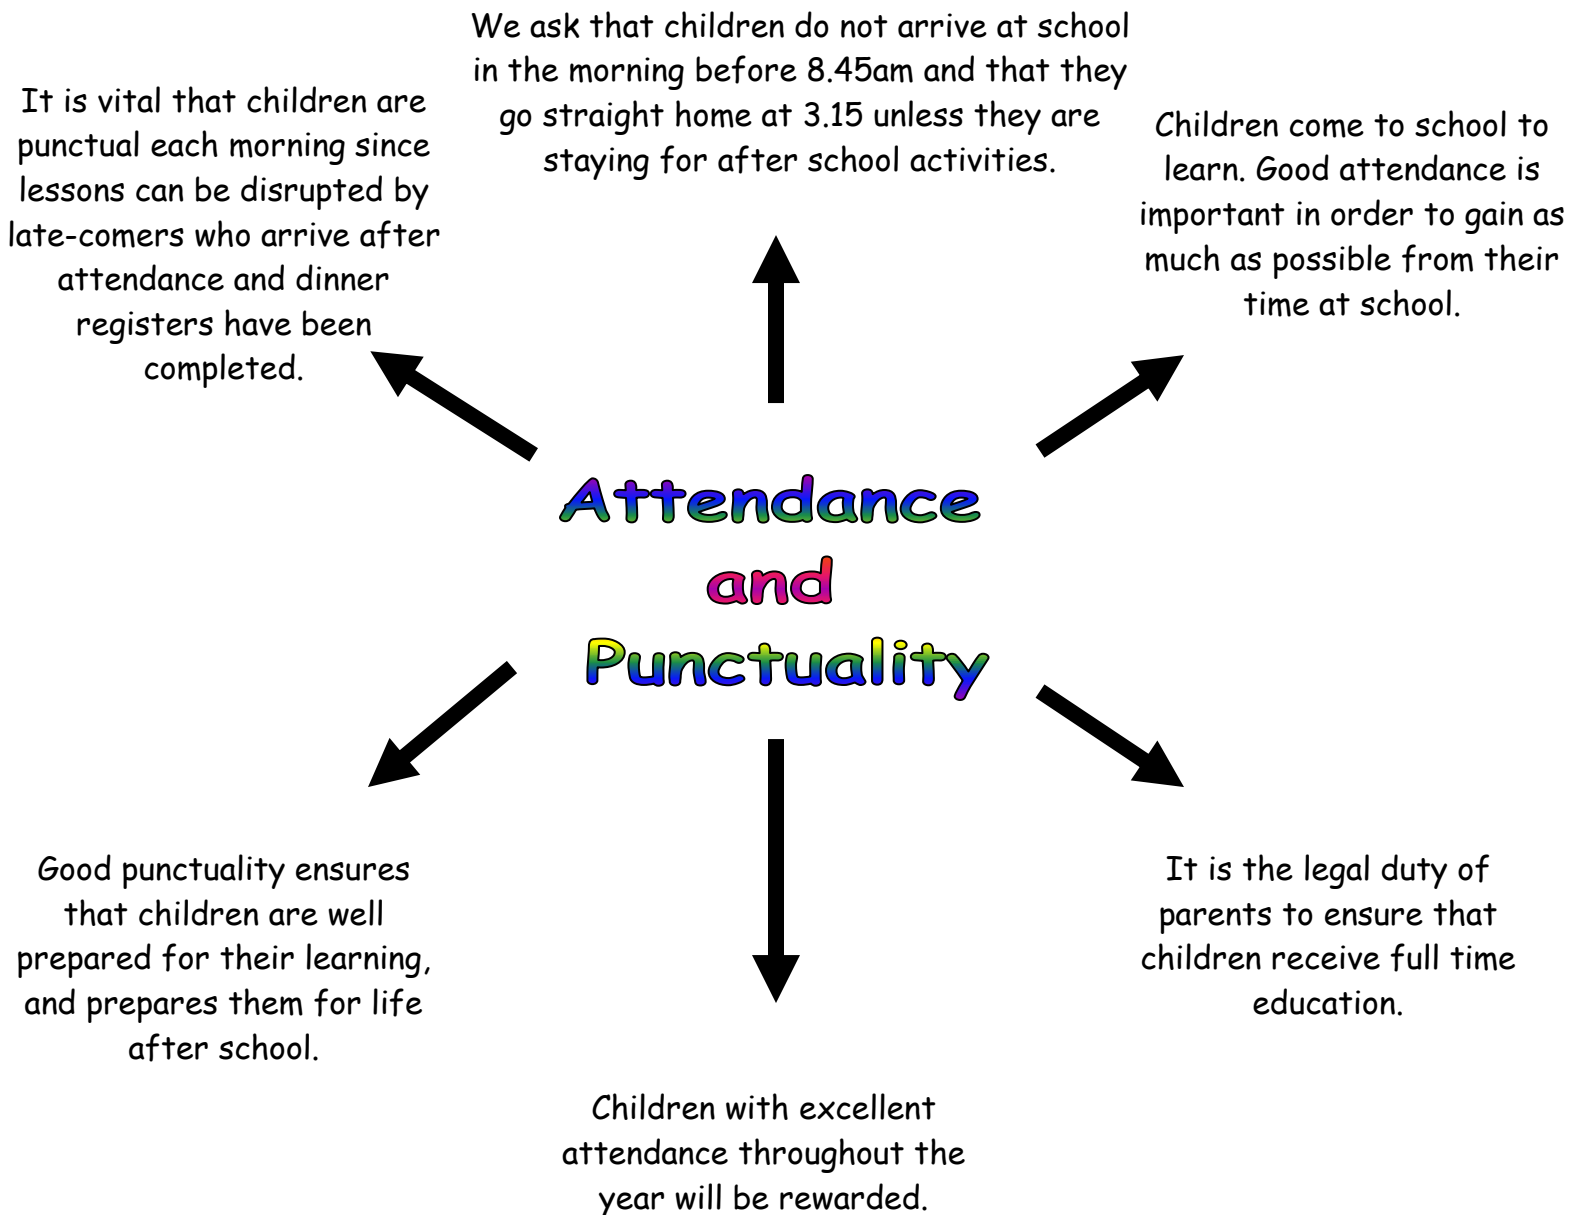 We ask that children do not arrive at school
in the morning before 8.45am and that they
go straight home at 3.15 unless they are
staying for after school activities.
It is vital that children are
punctual each morning since
lessons can be disrupted by
late-comers who arrive after
attendance and dinner
registers have been
completed.
Children come to school to
learn. Good attendance is
important in order to gain as
much as possible from their
time at school.
Attendance
and
Punctuality
Good punctuality ensures
that children are well
prepared for their learning,
and prepares them for life
after school.
It is the legal duty of
parents to ensure that
children receive full time
education.
Children with excellent
attendance throughout the
year will be rewarded.